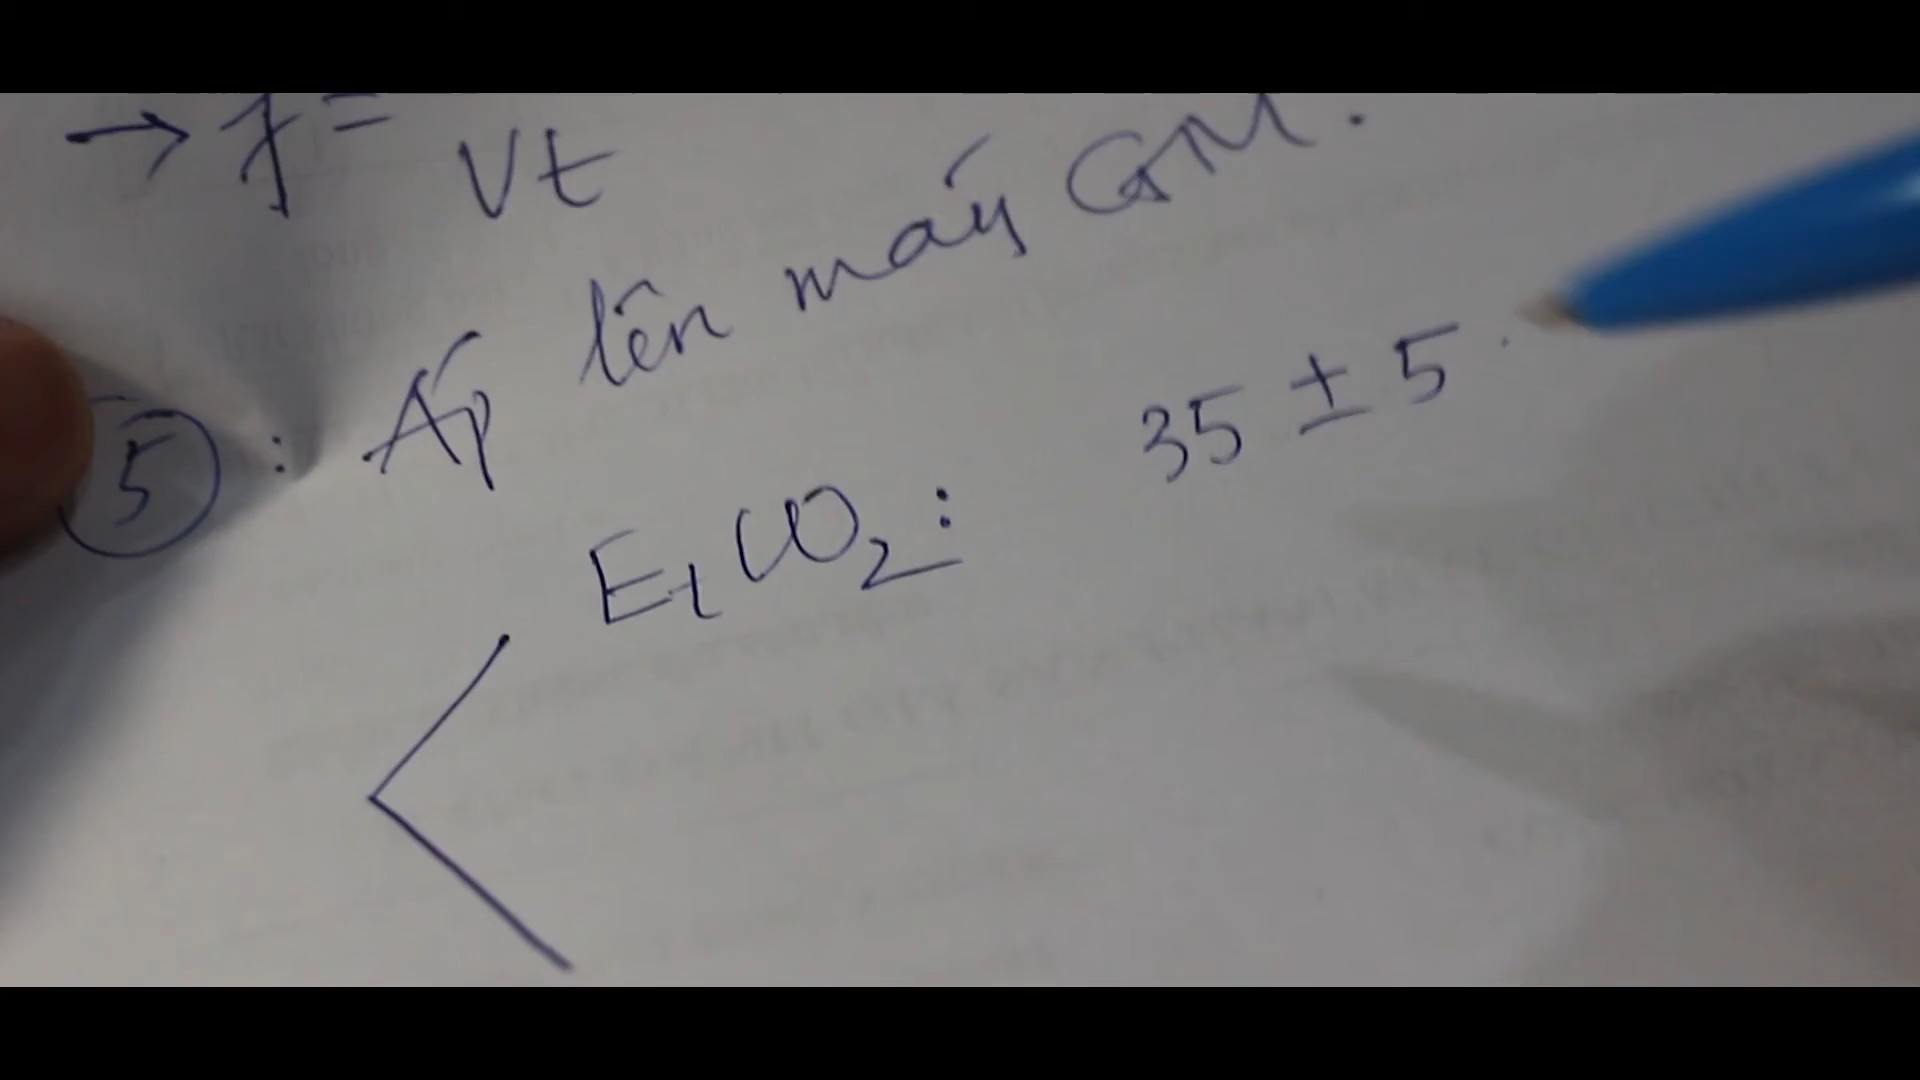 → f =
Vt
⑤ : Áp lên máy GM.
EtCO₂ : 35 ± 5